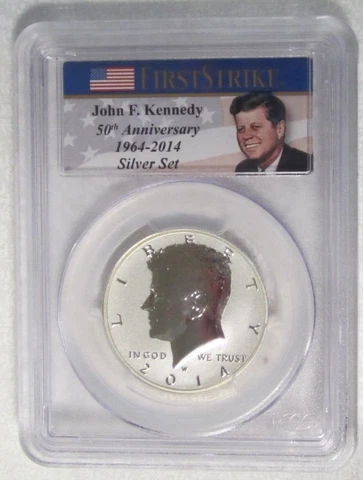 FIRSTSTRIKE
John F. Kennedy
50th Anniversary
1964-2014
Silver Set
LIBERTY
IN GOD WE TRUST
W
2014